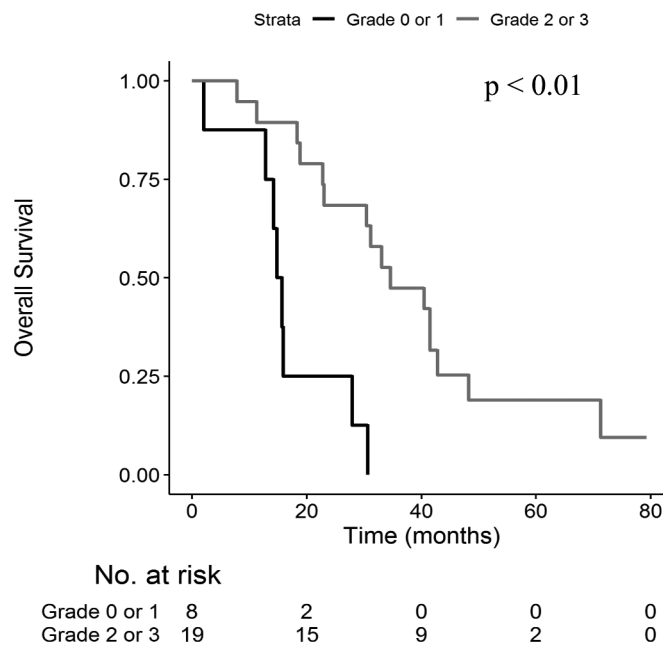 Strata Grade 0 or 1 Grade 2 or 3
p < 0.01
Overall Survival
1.00
0.75
0.50
0.25
0.00
0 20 40 60 80
Time (months)
No. at risk
Grade 0 or 1 8 2 0 0 0
Grade 2 or 3 19 15 9 2 0